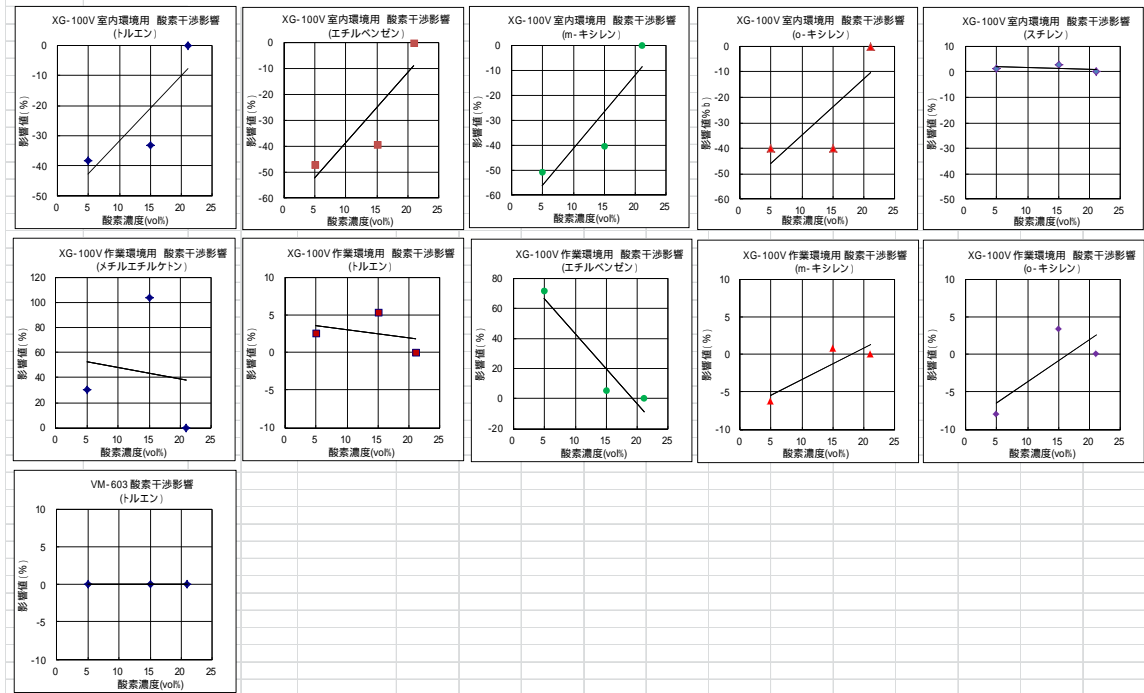 XG-100V 室内環境用 酸素干渉影響
(トルエン)
影響値(%)
0
-10
-20
-30
-40
-50
0 5 10 15 20 25
酸素濃度(vol%)
XG-100V 室内環境用 酸素干渉影響
(エチルベンゼン)
影響値(%)
0
-10
-20
-30
-40
-50
-60
0 5 10 15 20 25
酸素濃度(vol%)
XG-100V 室内環境用 酸素干渉影響
(m-キシレン)
影響値(%)
0
-10
-20
-30
-40
-50
-60
0 5 10 15 20 25
酸素濃度(vol%)
XG-100V 室内環境用 酸素干渉影響
(o-キシレン)
影響値%b)
0
-10
-20
-30
-40
-50
-60
0 5 10 15 20 25
酸素濃度(vol%)
XG-100V 室内環境用 酸素干渉影響
(スチレン)
影響値(%)
10
0
-10
-20
-30
-40
-50
0 5 10 15 20 25
酸素濃度(vol%)
XG-100V 作業環境用 酸素干渉影響
(メチルエチルケトン)
影響値(%)
120
100
80
60
40
20
0
0 5 10 15 20 25
酸素濃度(vol%)
XG-100V 作業環境用 酸素干渉影響
(トルエン)
影響値(%)
10
5
0
-5
-10
0 5 10 15 20 25
酸素濃度(vol%)
XG-100V 作業環境用 酸素干渉影響
(エチルベンゼン)
影響値(%)
80
60
40
20
0
-20
0 5 10 15 20 25
酸素濃度(vol%)
XG-100V 作業環境用 酸素干渉影響
(m-キシレン)
影響値(%)
10
5
0
-5
-10
0 5 10 15 20 25
酸素濃度(vol%)
XG-100V 作業環境用 酸素干渉影響
(o-キシレン)
影響値(%)
10
5
0
-5
-10
0 5 10 15 20 25
酸素濃度(vol%)
VM-603 酸素干渉影響
(トルエン)
影響値(%)
10
5
0
-5
-10
0 5 10 15 20 25
酸素濃度(vol%)